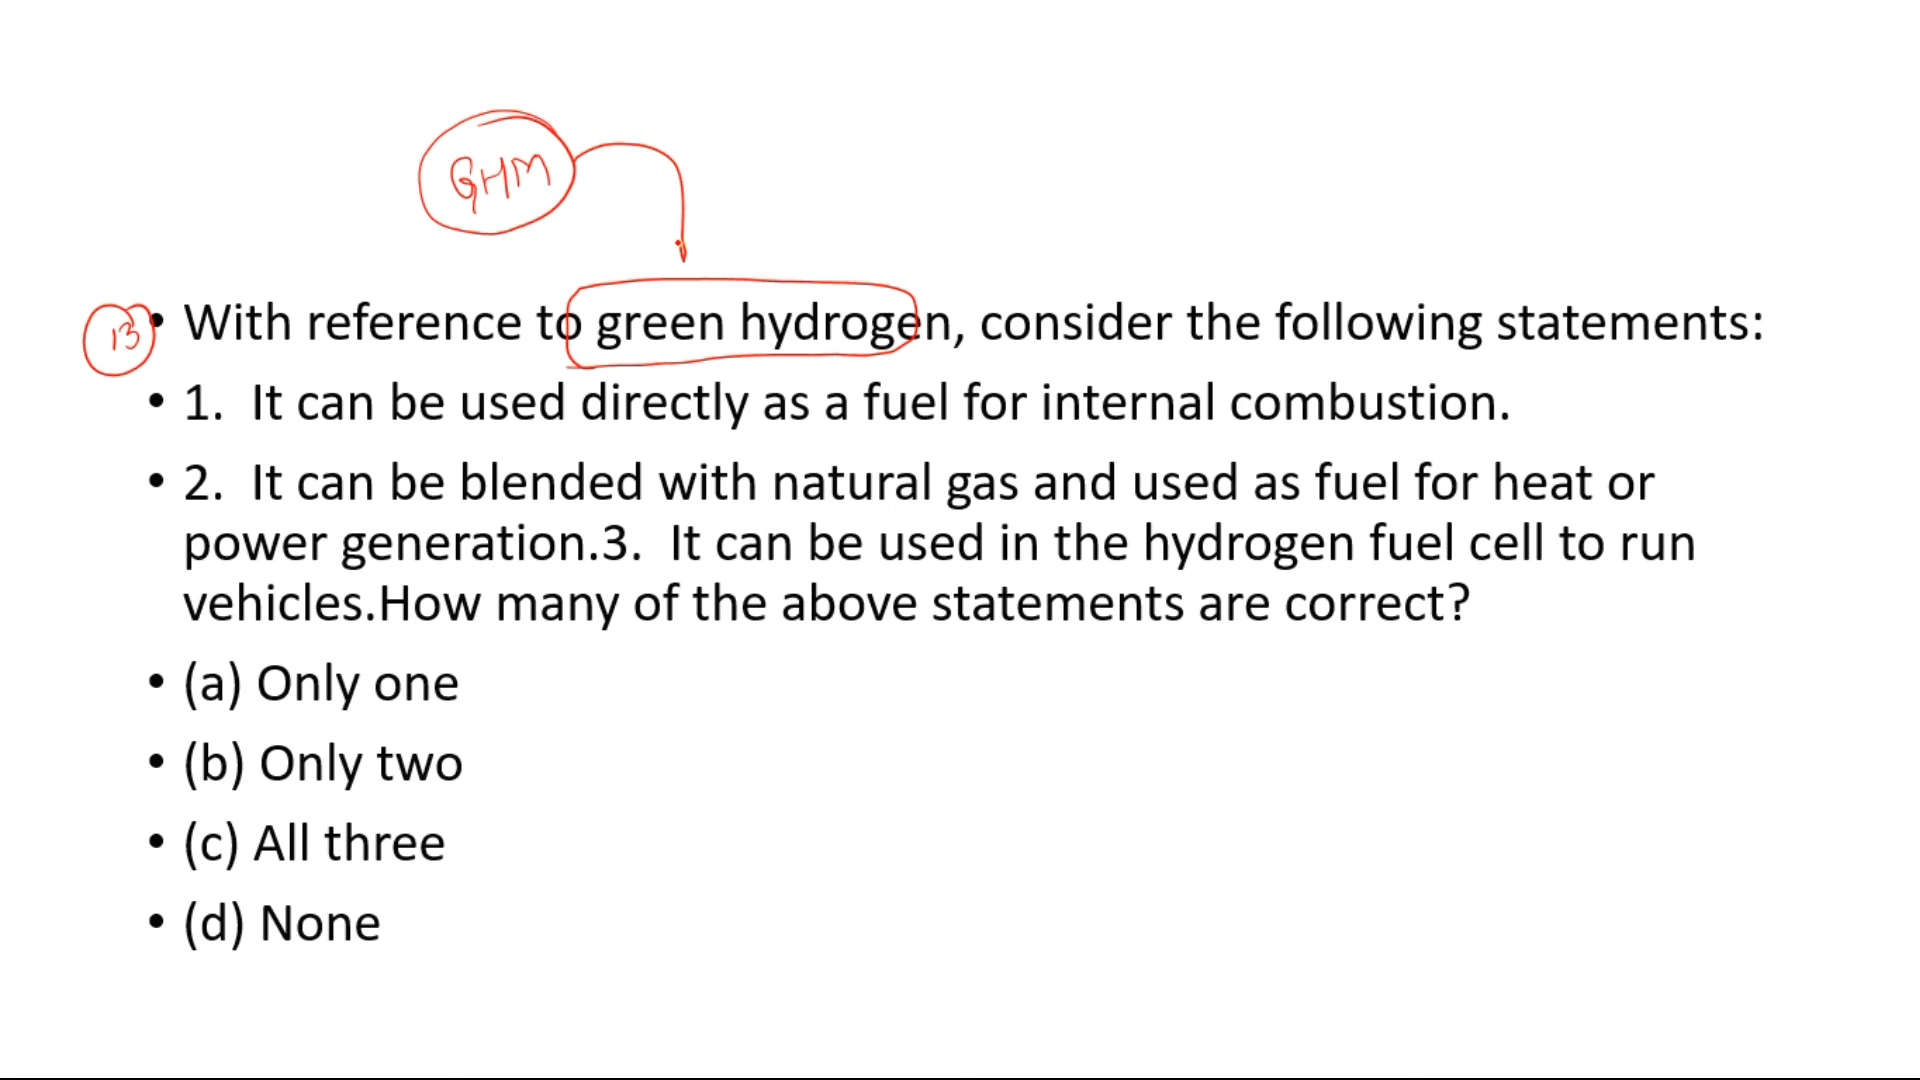 GHM
13
• With reference to green hydrogen, consider the following statements:
• 1. It can be used directly as a fuel for internal combustion.
• 2. It can be blended with natural gas and used as fuel for heat or
power generation.3. It can be used in the hydrogen fuel cell to run
vehicles.How many of the above statements are correct?
• (a) Only one
• (b) Only two
• (c) All three
• (d) None